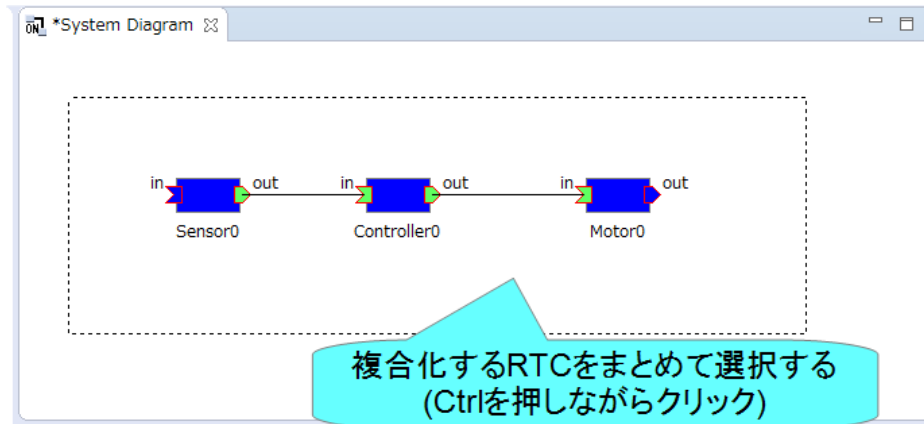 ON *System Diagram
in out in out in out
Sensor0 Controller0 Motor0
複合化するRTCをまとめて選択する
(Ctrlを押しながらクリック)